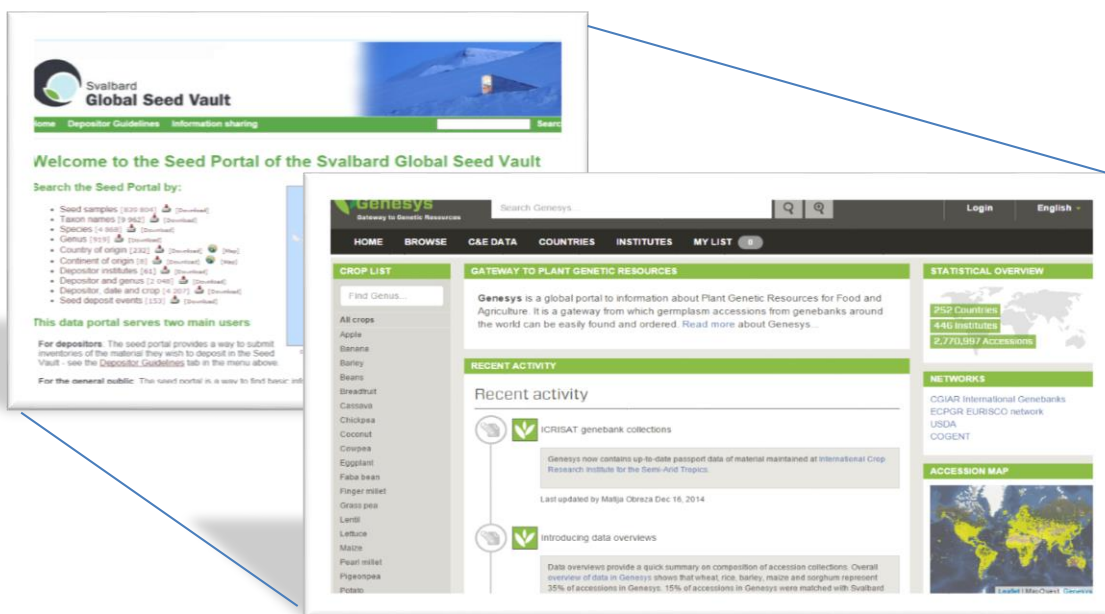 Svalbard
Global Seed Vault
Home Depositor Guidelines Information sharing
Searc
Welcome to the Seed Portal of the Svalbard Global Seed Vault
Search the Seed Portal by:
Seed samples [839 804] [Download]
Taxon names [9 962] [Download]
Species [4 868] [Download]
Genus [919] [Download]
Country of origin [232] [Download] [Map]
Continent of origin [8] [Download] [Map]
Depositor institutes [61] [Download]
Depositor and genus [2 048] [Download]
Depositor, date and crop [4 207] [Download]
Seed deposit events [153] [Download]
This data portal serves two main users
For depositors. The seed portal provides a way to submit
inventories of the material they wish to deposit in the Seed
Vault - see the Depositor Guidelines tab in the menu above.
For the general public. The seed portal is a way to find basic inf
Genesys
Gateway to Genetic Resources
Search Genesys...
Login English
HOME BROWSE C&E DATA COUNTRIES INSTITUTES MY LIST 0
CROP LIST
Find Genus...
All crops
Apple
Banana
Barley
Beans
Breadfruit
Cassava
Chickpea
Coconut
Cowpea
Eggplant
Faba bean
Finger millet
Grass pea
Lentil
Lettuce
Maize
Pearl millet
Pigeonpea
Potato
GATEWAY TO PLANT GENETIC RESOURCES
Genesys is a global portal to information about Plant Genetic Resources for Food and
Agriculture. It is a gateway from which germplasm accessions from genebanks around
the world can be easily found and ordered. Read more about Genesys...
RECENT ACTIVITY
Recent activity
ICRISAT genebank collections
Genesys now contains up-to-date passport data of material maintained at International Crop
Research Institute for the Semi-Arid Tropics.
Last updated by Matija Obreza Dec 16, 2014
Introducing data overviews
Data overviews provide a quick summary on composition of accession collections. Overall
overview of data in Genesys shows that wheat, rice, barley, maize and sorghum represent
35% of accessions in Genesys. 15% of accessions in Genesys were matched with Svalbard
STATISTICAL OVERVIEW
252 Countries
446 Institutes
2,770,997 Accessions
NETWORKS
CGIAR International Genebanks
ECPGR EURISCO network
USDA
COGENT
ACCESSION MAP
Leaflet | MapQuest, Genesys